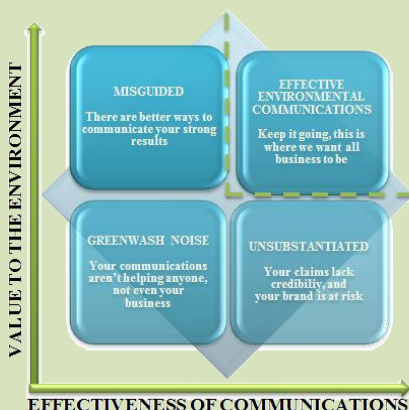 VALUE TO THE ENVIRONMENT
MISGUIDED
There are better ways to
communicate your strong
results
EFFECTIVE
ENVIRONMENTAL
COMMUNICATIONS
Keep it going, this is
where we want all
business to be
GREENWASH NOISE
Your communications
aren't helping anyone,
not even your
business
UNSUBSTANTIATED
Your claims lack
credibiliy, and
your brand is at risk
EFFECTIVENESS OF COMMUNICATIONS